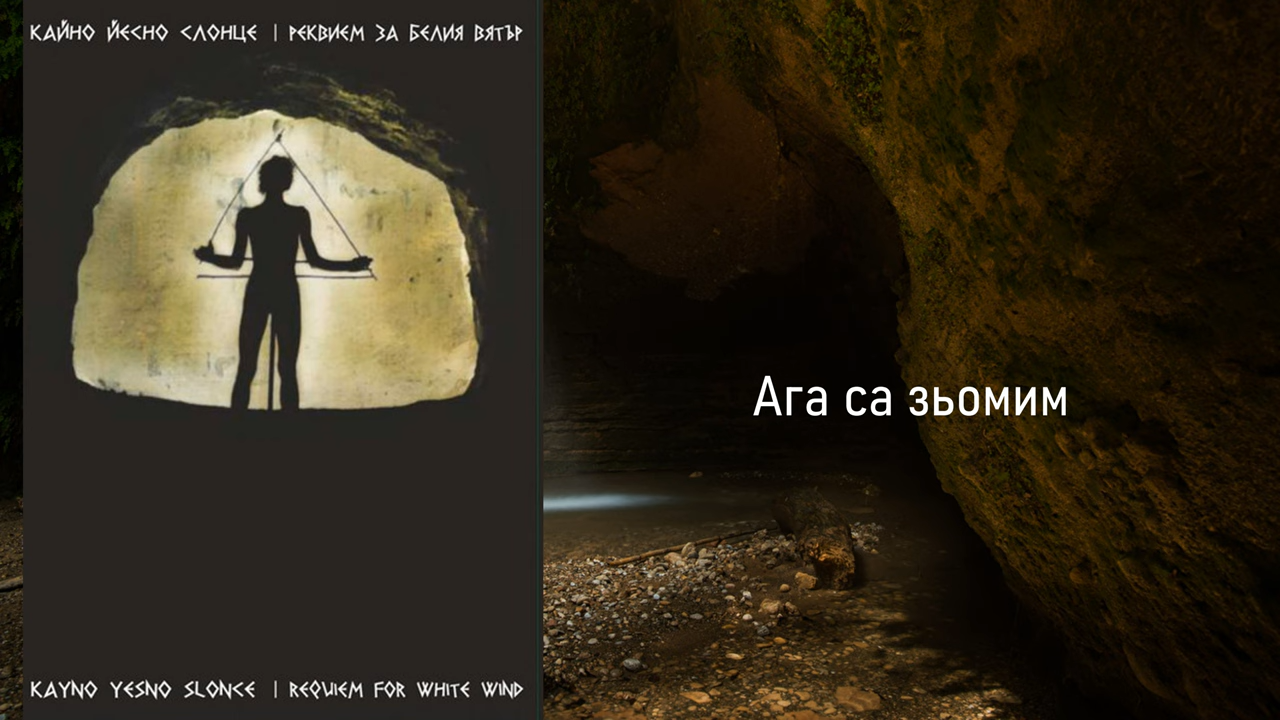 КАЙНО ЙЕСНО СЛОНЦЕ | РЕКВИЕМ ЗА БЕЛИЯ ВЯТЪР
Ага са зьомим
KAYNO YESNO SLONCE | REQUIEM FOR WHITE WIND